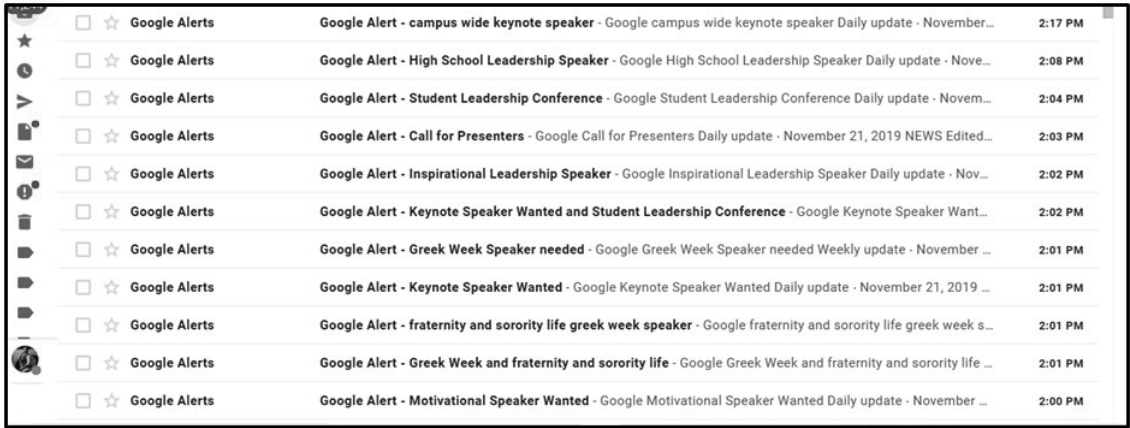 Google Alerts Google Alert - campus wide keynote speaker - Google campus wide keynote speaker Daily update · November... 2:17 PM
Google Alerts Google Alert - High School Leadership Speaker - Google High School Leadership Speaker Daily update · Nove... 2:08 PM
Google Alerts Google Alert - Student Leadership Conference - Google Student Leadership Conference Daily update · Novem... 2:04 PM
Google Alerts Google Alert - Call for Presenters - Google Call for Presenters Daily update · November 21, 2019 NEWS Edited... 2:03 PM
Google Alerts Google Alert - Inspirational Leadership Speaker - Google Inspirational Leadership Speaker Daily update · Nov... 2:02 PM
Google Alerts Google Alert - Keynote Speaker Wanted and Student Leadership Conference - Google Keynote Speaker Want... 2:02 PM
Google Alerts Google Alert - Greek Week Speaker needed - Google Greek Week Speaker needed Weekly update · November ... 2:01 PM
Google Alerts Google Alert - Keynote Speaker Wanted - Google Keynote Speaker Wanted Daily update · November 21, 2019 ... 2:01 PM
Google Alerts Google Alert - fraternity and sorority life greek week speaker - Google fraternity and sorority life greek week s... 2:01 PM
Google Alerts Google Alert - Greek Week and fraternity and sorority life - Google Greek Week and fraternity and sorority life ... 2:01 PM
Google Alerts Google Alert - Motivational Speaker Wanted - Google Motivational Speaker Wanted Daily update · November ... 2:00 PM